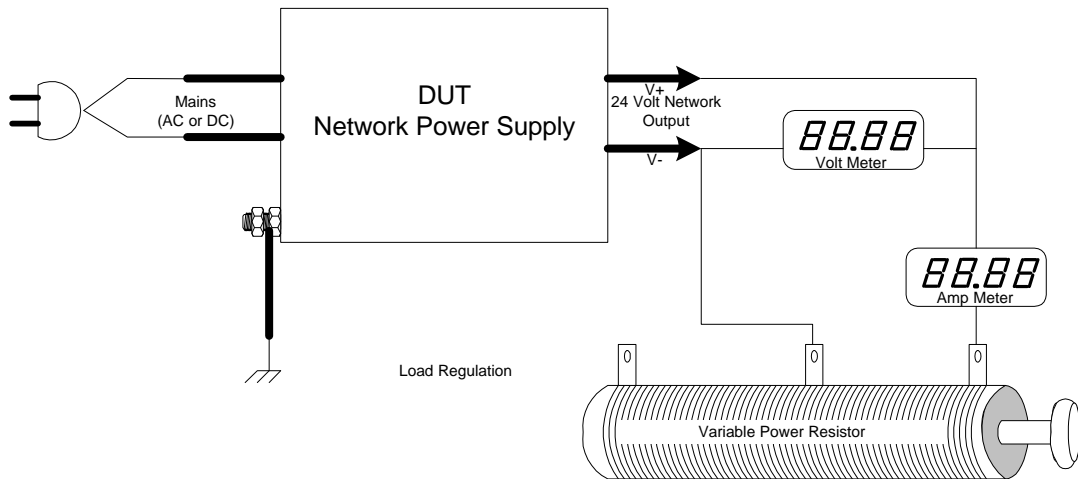 DUT
Network Power Supply
Mains
(AC or DC)
V+
24 Volt Network
Output
V-
88.88
Volt Meter
88.88
Amp Meter
Load Regulation
Variable Power Resistor